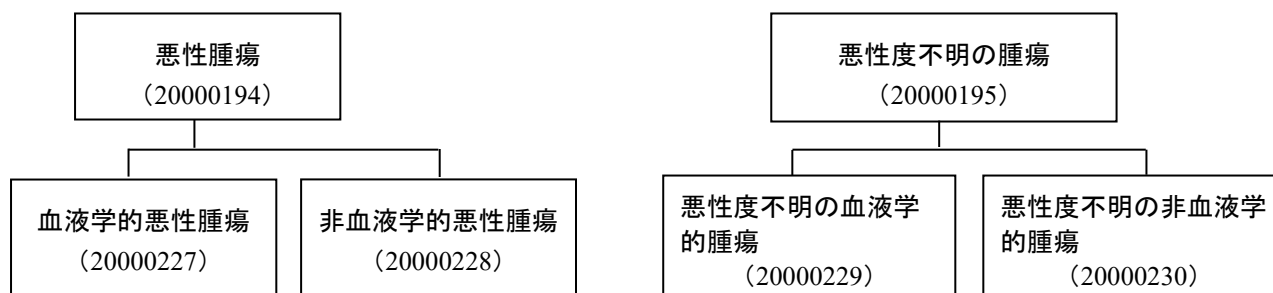 悪性腫瘍
（20000194）
悪性度不明の腫瘍
（20000195）
血液学的悪性腫瘍
（20000227）
非血液学的悪性腫瘍
（20000228）
悪性度不明の血液学
的腫瘍
（20000229）
悪性度不明の非血液学
的腫瘍
（20000230）